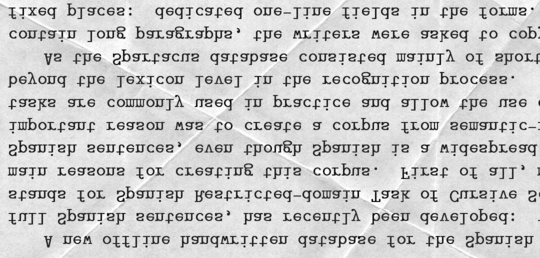 A new offline handwritten database for the Spanish
full Spanish sentences, has recently been developed:
stands for Spanish Restricted-domain Task of Cursive
main reasons for creating this corpus. First of all,
Spanish sentences, even though Spanish is a widespread
important reason was to create a corpus from semantic-
tasks are commonly used in practice and allow the use
beyond the lexicon level in the recognition process.
As the Spartacus database consisted mainly of short
contain long paragraphs, the writers were asked to copy
fixed places: dedicated one-line fields in the forms.